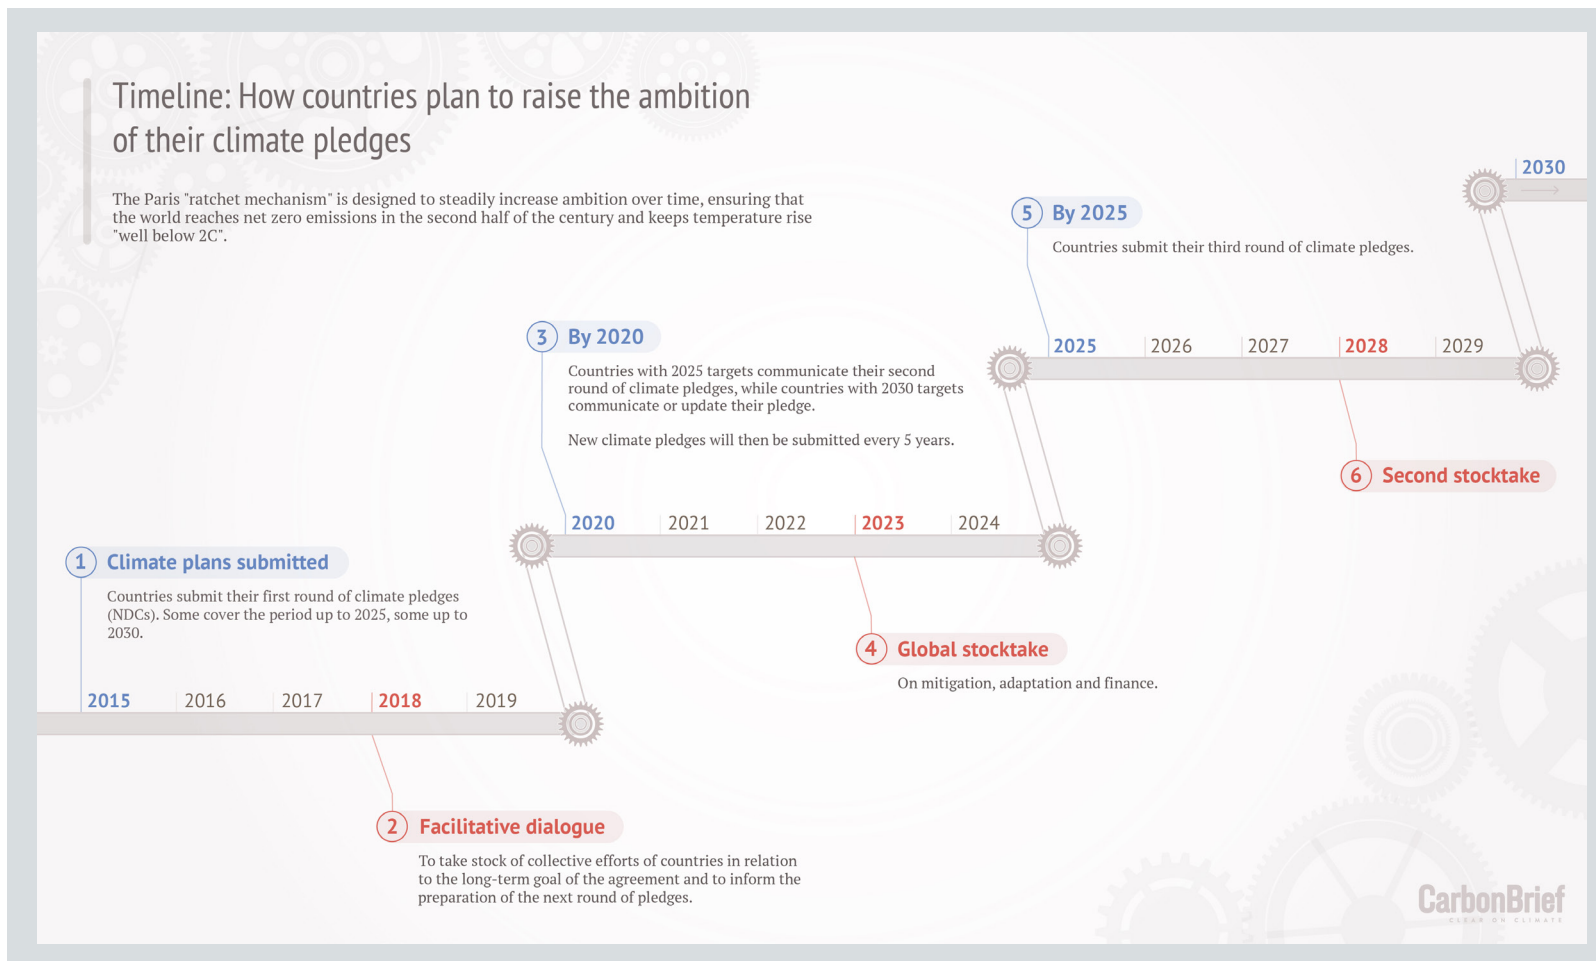 Timeline: How countries plan to raise the ambition
of their climate pledges
The Paris "ratchet mechanism" is designed to steadily increase ambition over time, ensuring that
the world reaches net zero emissions in the second half of the century and keeps temperature rise
"well below 2C".
1 Climate plans submitted
Countries submit their first round of climate pledges
(NDCs). Some cover the period up to 2025, some up to
2030.
2015 2016 2017 2018 2019
2 Facilitative dialogue
To take stock of collective efforts of countries in relation
to the long-term goal of the agreement and to inform the
preparation of the next round of pledges.
3 By 2020
Countries with 2025 targets communicate their second
round of climate pledges, while countries with 2030 targets
communicate or update their pledge.
New climate pledges will then be submitted every 5 years.
2020 2021 2022 2023 2024
4 Global stocktake
On mitigation, adaptation and finance.
5 By 2025
Countries submit their third round of climate pledges.
2025 2026 2027 2028 2029
6 Second stocktake
2030
CarbonBrief
CLEAR ON CLIMATE